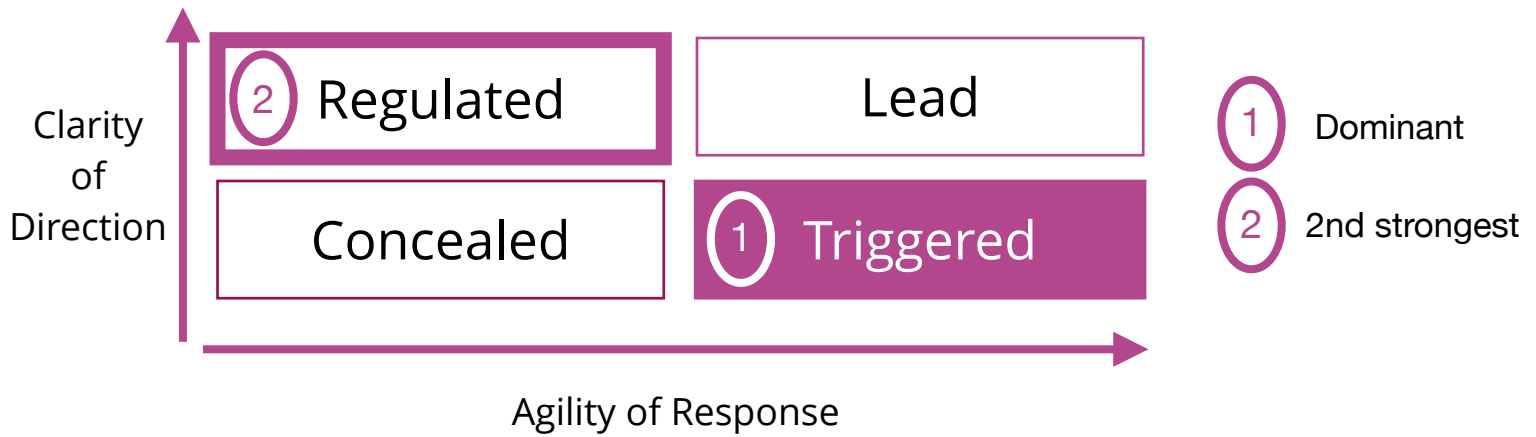 Clarity
of
Direction
2 Regulated
Lead
Concealed
1 Triggered
Agility of Response
1 Dominant
2 2nd strongest